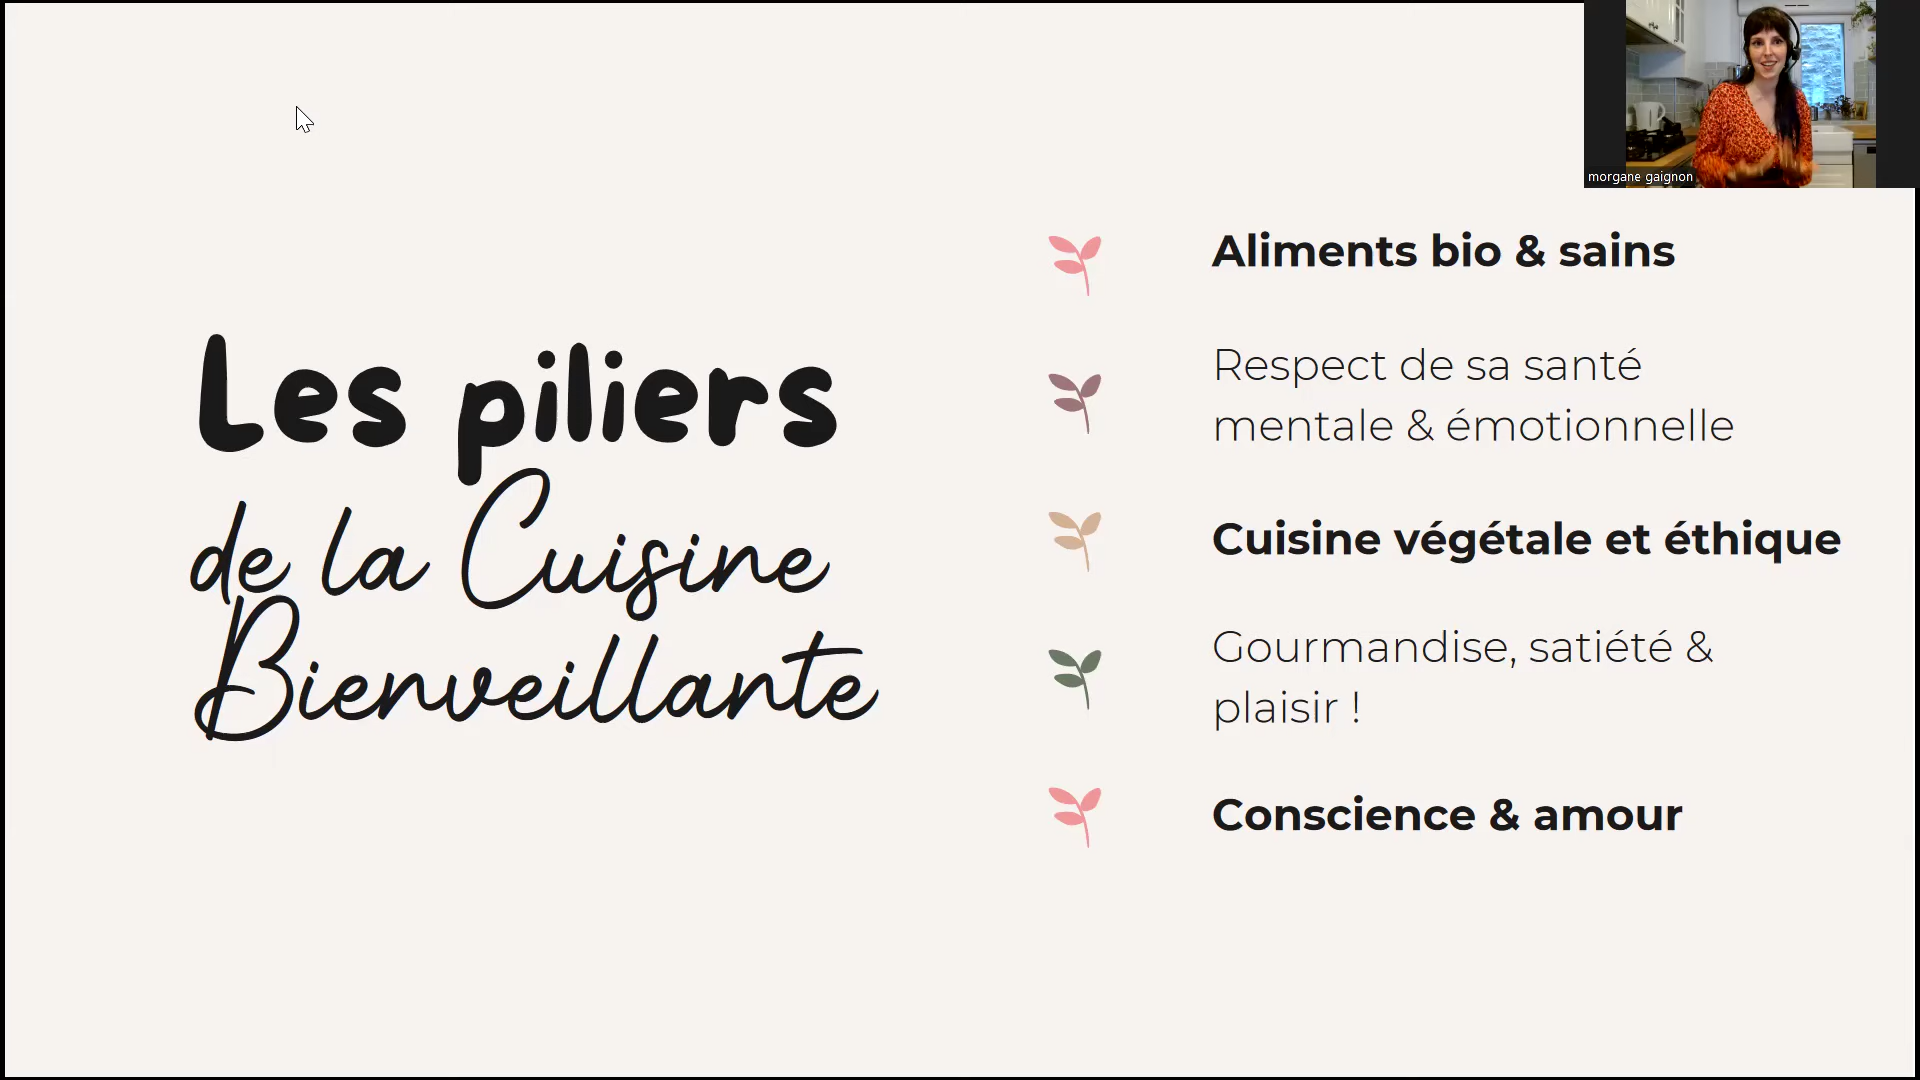 morgane gaignon
Les piliers
de la Cuisine
Bienveillante
Aliments bio & sains
Respect de sa santé
mentale & émotionnelle
Cuisine végétale et éthique
Gourmandise, satiété &
plaisir !
Conscience & amour